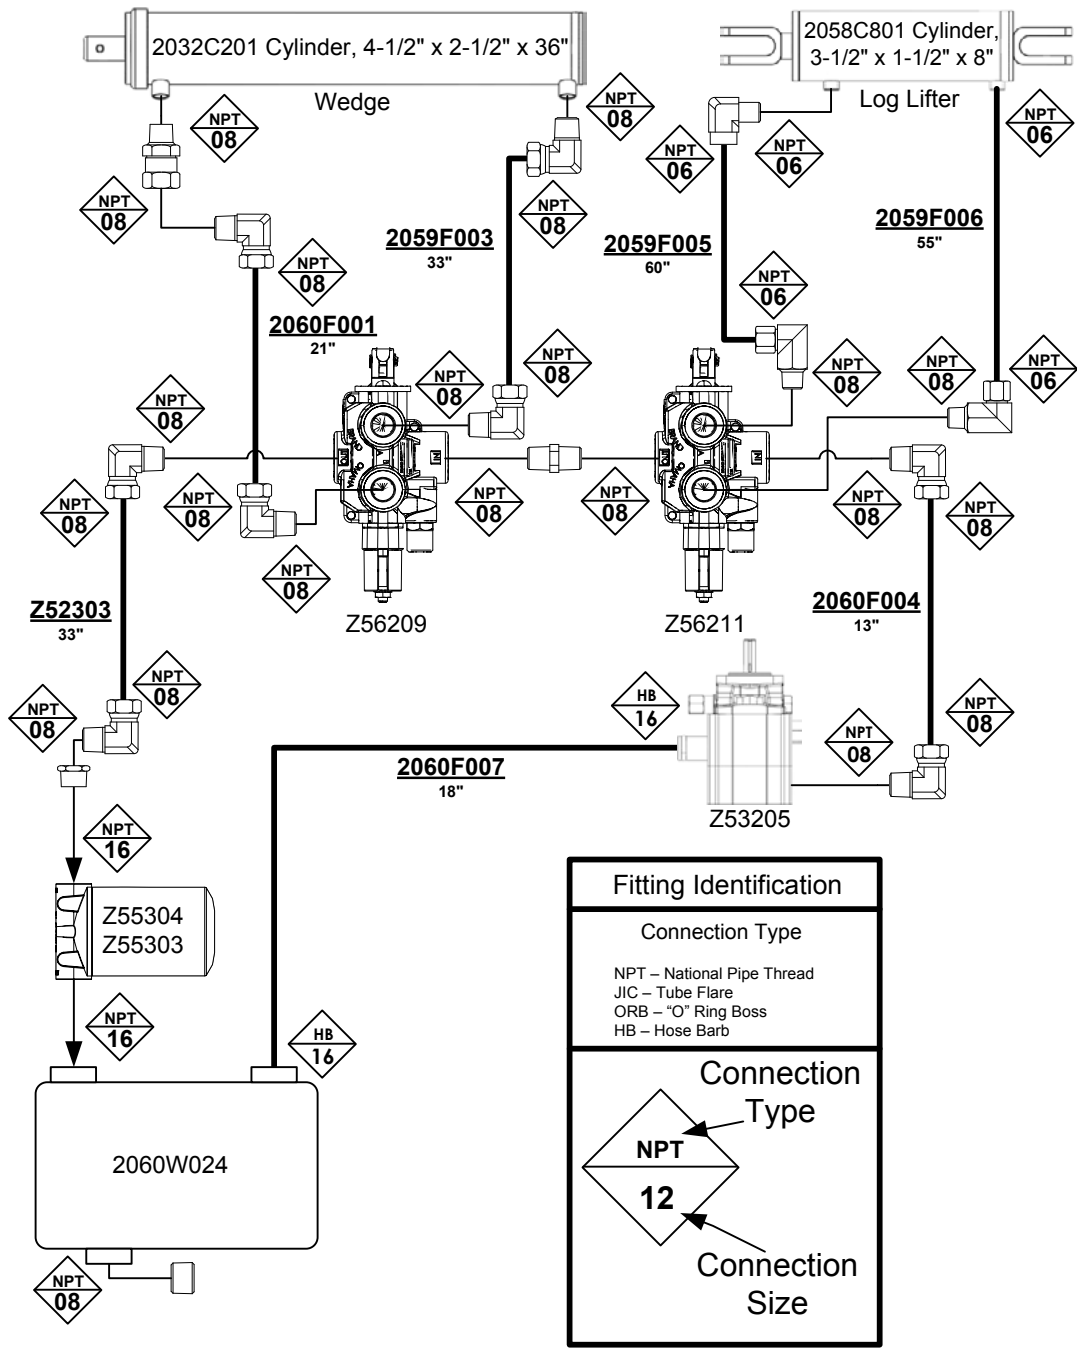 2032C201 Cylinder, 4-1/2" x 2-1/2" x 36"
Wedge
2058C801 Cylinder,
3-1/2" x 1-1/2" x 8"
Log Lifter
NPT
08
NPT
08
NPT
06
NPT
06
NPT
06
NPT
08
NPT
08
2059F003
33"
2059F005
60"
2059F006
55"
NPT
08
NPT
06
2060F001
21"
NPT
08
NPT
08
NPT
08
NPT
08
NPT
08
NPT
06
OUT
IN
A
OUT
IN
A
NPT
08
NPT
08
NPT
08
NPT
08
NPT
08
NPT
08
NPT
08
Z52303
33"
Z56209
Z56211
2060F004
13"
NPT
08
NPT
08
HB
16
NPT
08
NPT
08
2060F007
18"
Z53205
NPT
16
Z55304
Z55303
NPT
16
HB
16
2060W024
NPT
08
Fitting Identification
Connection Type
NPT – National Pipe Thread
JIC – Tube Flare
ORB – “O” Ring Boss
HB – Hose Barb
Connection
Type
NPT
12
Connection
Size